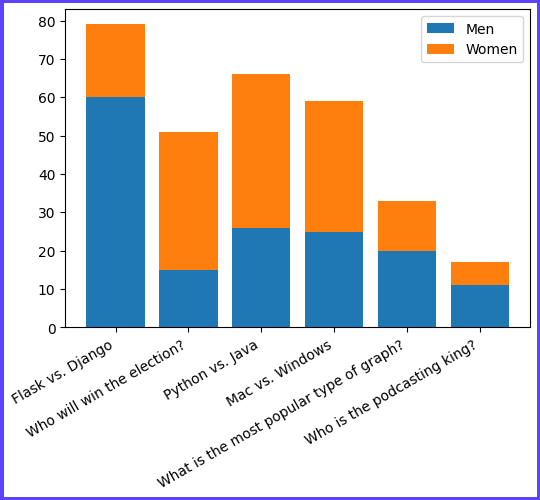 80
70
60
50
40
30
20
10
0
Men
Women
Flask vs. Django
Who will win the election?
Python vs. Java
Mac vs. Windows
What is the most popular type of graph?
Who is the podcasting king?